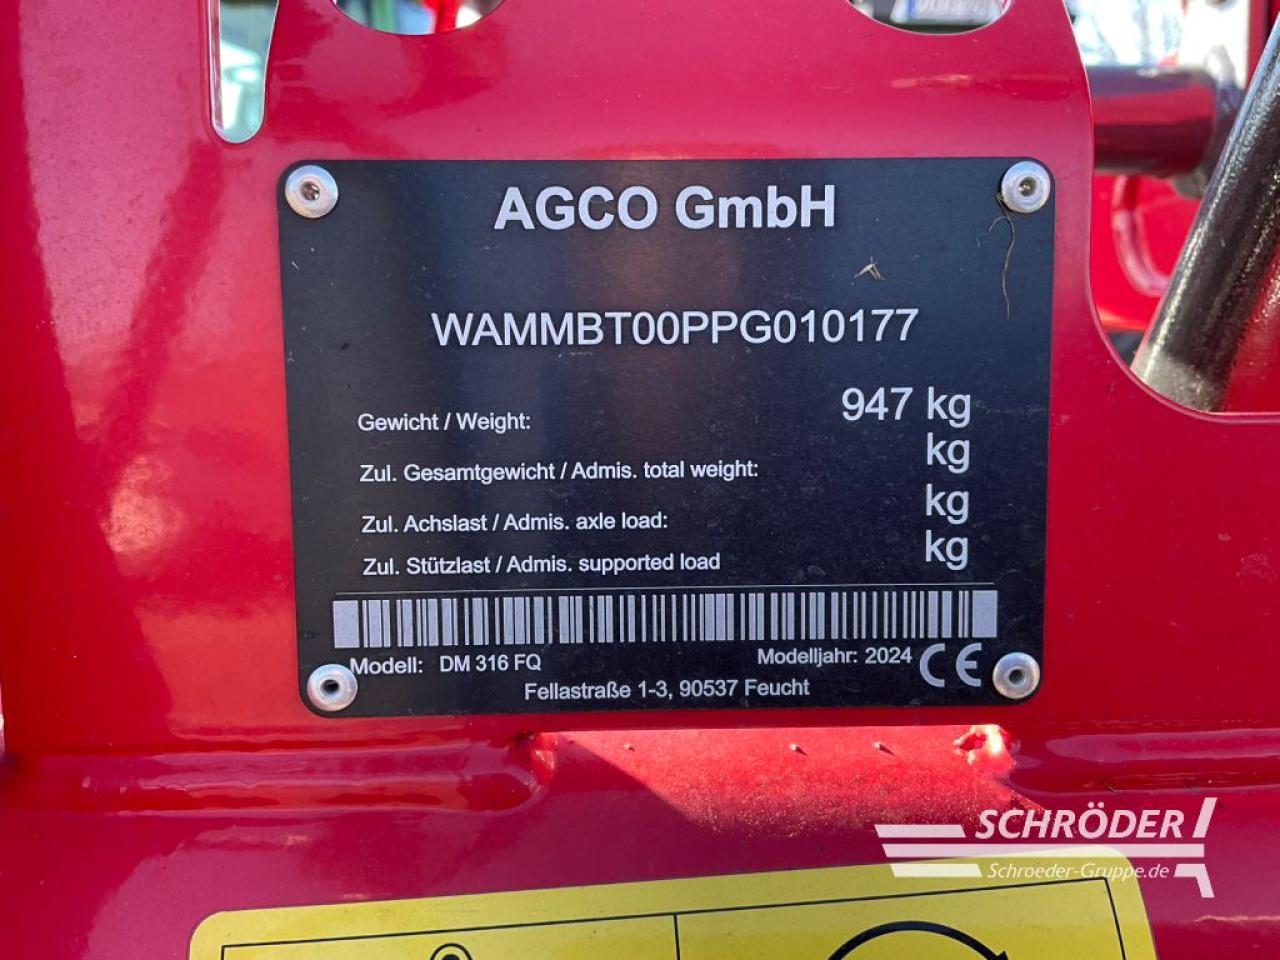 AGCO GmbH
WAMMBT00PPG010177
Gewicht / Weight: 947 kg
Zul. Gesamtgewicht / Admis. total weight: kg
Zul. Achslast / Admis. axle load: kg
Zul. Stützlast / Admis. supported load kg
Modell: DM 316 FQ Modelljahr: 2024 CE
Fellastraße 1-3, 90537 Feucht
SCHRÖDER
Schroeder-Gruppe.de